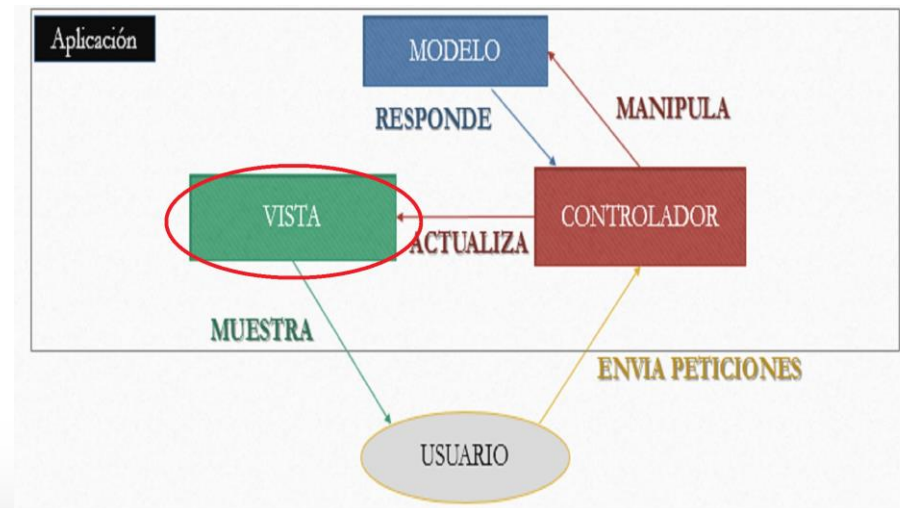 Aplicación
MODELO
RESPONDE
MANIPULA
VISTA
CONTROLADOR
ACTUALIZA
MUESTRA
ENVIA PETICIONES
USUARIO